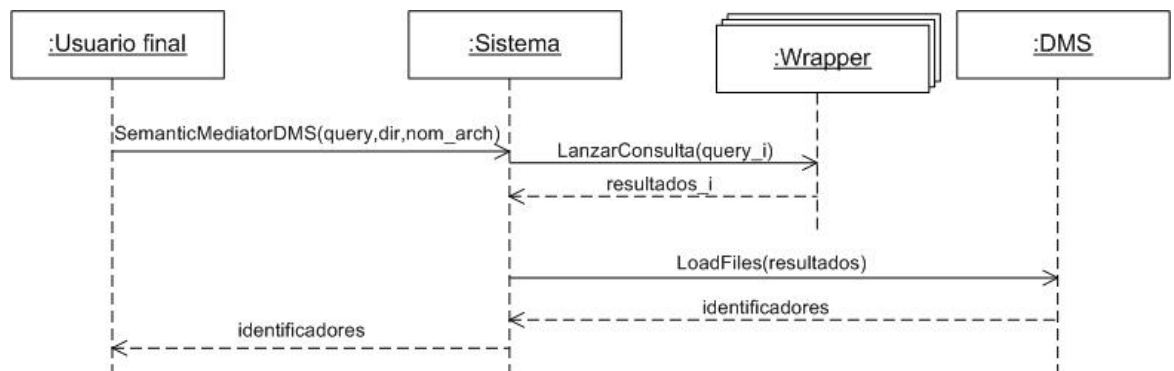 :Usuario final
:Sistema
:Wrapper
:DMS
SemanticMediatorDMS(query,dir,nom_arch)
LanzarConsulta(query_i)
resultados_i
LoadFiles(resultados)
identificadores
identificadores